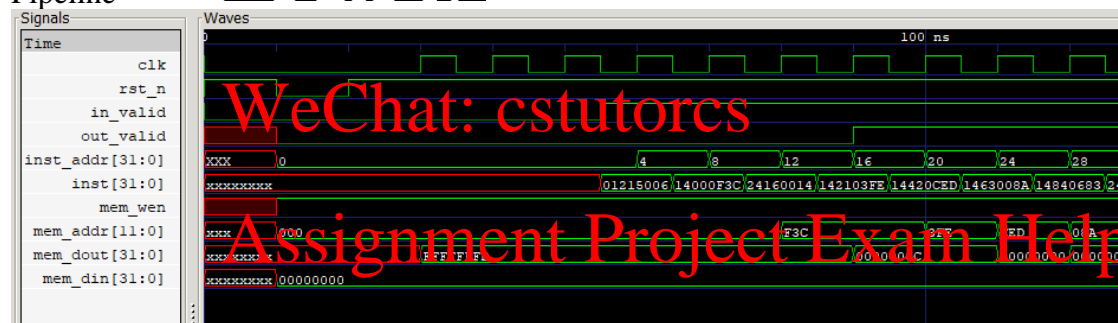 Pipeline
Signals Waves
Time 0 100 ns
clk
rst_n
WeChat: cstutorcs
in_valid
out_valid
inst_addr[31:0] xxx 0 4 8 12 16 20 24 28
inst[31:0] xxxxxxxx 01215006 14000F3C 24160014 142103FE 14420CED 1463008A 14840683
mem_wen
mem_addr[11:0] xxx 000 F3C 08A
Assignment Project Exam Help
mem_dout[31:0] xxxxxxxx
mem_din[31:0] xxxxxxxx 00000000